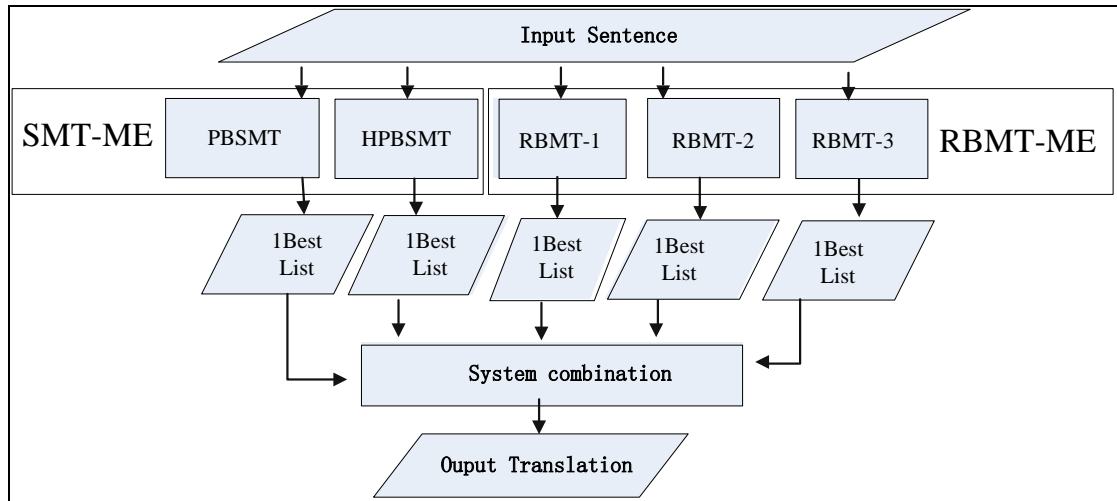 Input Sentence
SMT-ME
PBSMT
HPBSMT
RBMT-1
RBMT-2
RBMT-3
RBMT-ME
1Best
List
1Best
List
1Best
List
1Best
List
1Best
List
System combination
Ouput Translation